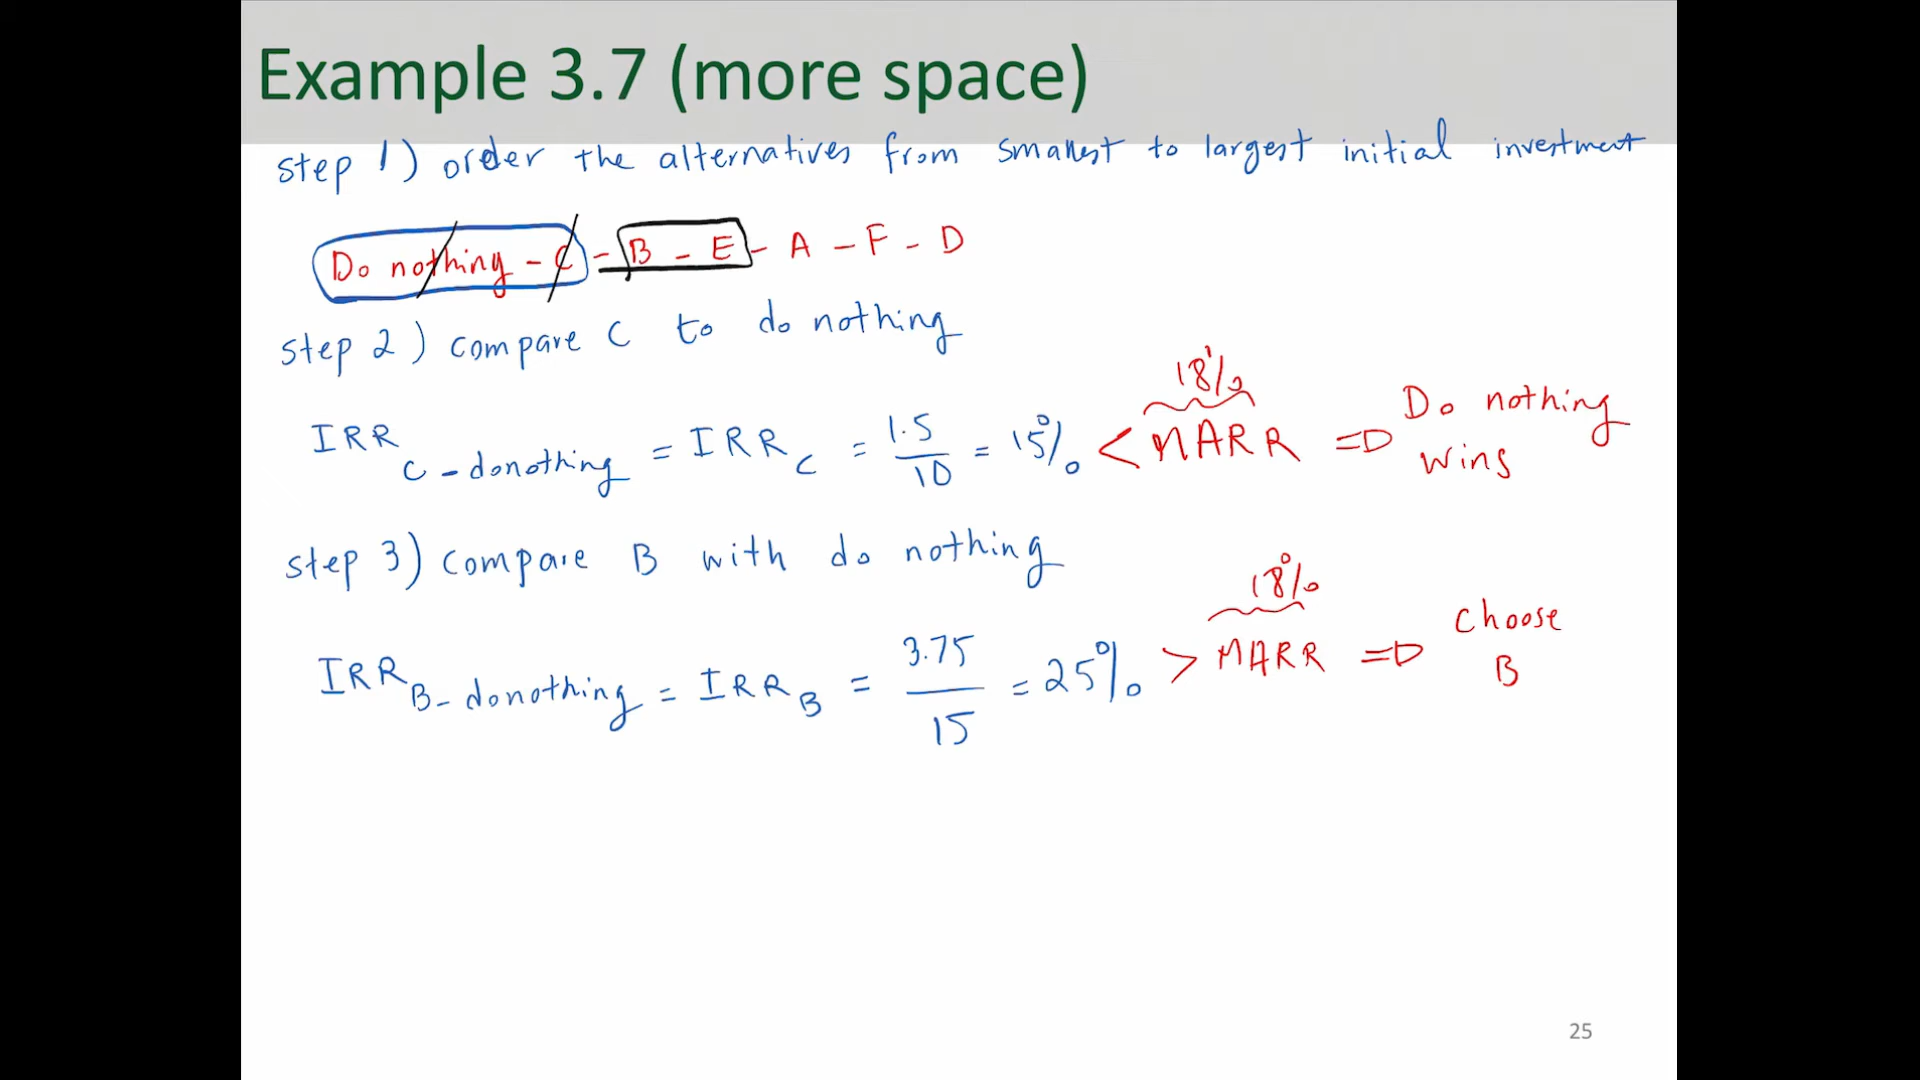 Example 3.7 (more space)
step 1) order the alternatives from smallest to largest initial investment
Do nothing - C - B - E - A - F - D
step 2) compare C to do nothing
IRR C - donothing = IRR C = 1.5 / 10 = 15% < MARR 18% => Do nothing wins
step 3) compare B with do nothing
IRR B - donothing = IRR B = 3.75 / 15 = 25% > MARR 18% => choose B
25